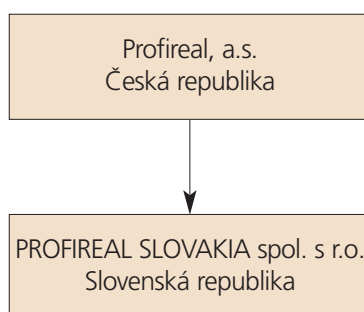 Profireal, a.s.
Česká republika
PROFIREAL SLOVAKIA spol. s r.o.
Slovenská republika